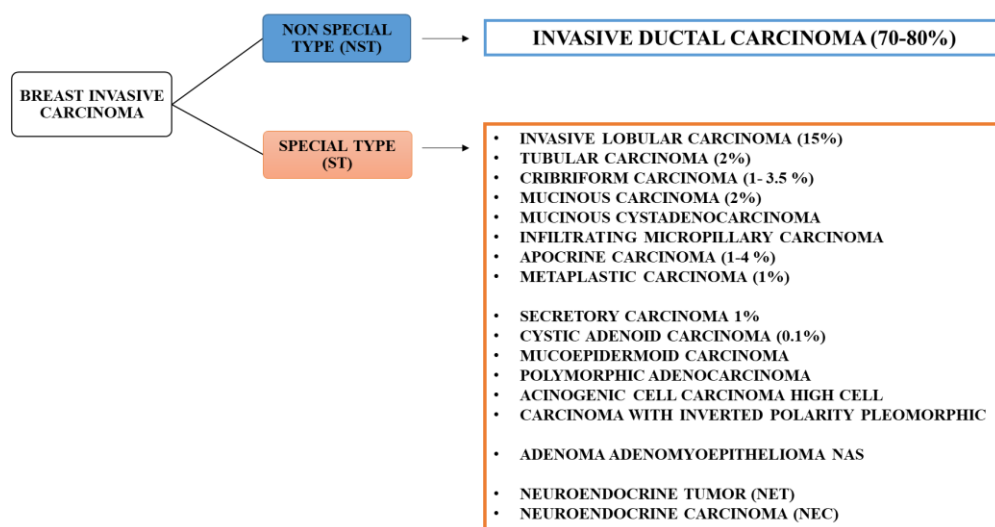 NON SPECIAL
TYPE (NST)
INVASIVE DUCTAL CARCINOMA (70-80%)
BREAST INVASIVE
CARCINOMA
SPECIAL TYPE
(ST)
• INVASIVE LOBULAR CARCINOMA (15%)
• TUBULAR CARCINOMA (2%)
• CRIBRIFORM CARCINOMA (1- 3.5 %)
• MUCINOUS CARCINOMA (2%)
• MUCINOUS CYSTADENOCARCINOMA
• INFILTRATING MICROPILLARY CARCINOMA
• APOCRINE CARCINOMA (1-4 %)
• METAPLASTIC CARCINOMA (1%)
• SECRETORY CARCINOMA 1%
• CYSTIC ADENOID CARCINOMA (0.1%)
• MUCOEPIDERMOID CARCINOMA
• POLYMORPHIC ADENOCARCINOMA
• ACINOGENIC CELL CARCINOMA HIGH CELL
• CARCINOMA WITH INVERTED POLARITY PLEOMORPHIC
• ADENOMA ADENOMYOEPITHELIOMA NAS
• NEUROENDOCRINE TUMOR (NET)
• NEUROENDOCRINE CARCINOMA (NEC)